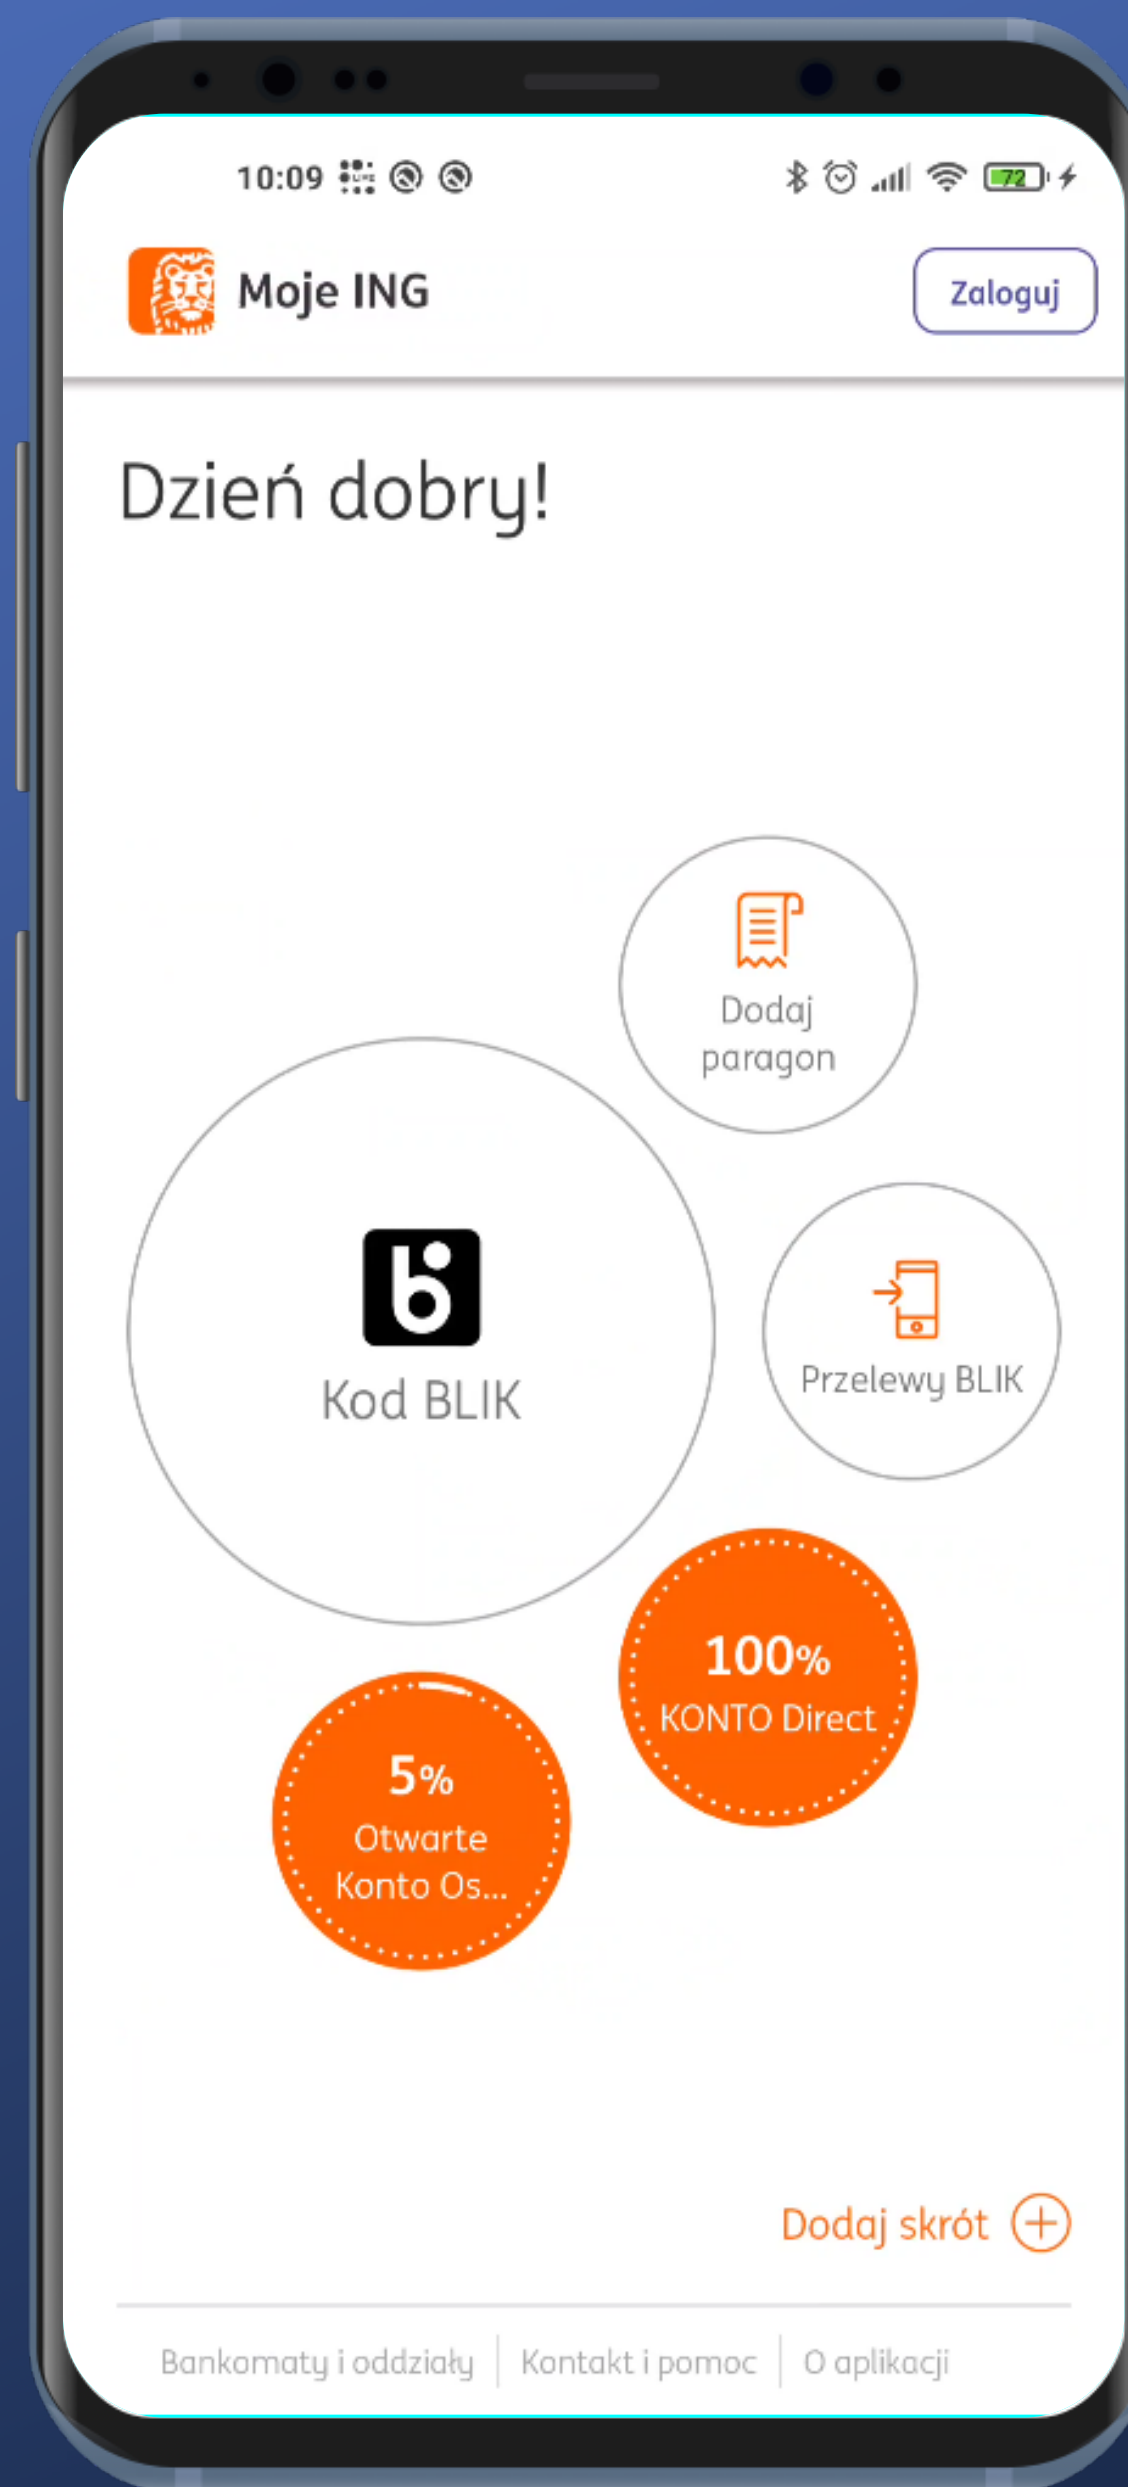 10:09
72
Moje ING
Zaloguj
Dzień dobry!
Dodaj
paragon
Kod BLIK
Przelewy BLIK
100%
KONTO Direct
5%
Otwarte
Konto Os...
Dodaj skrót
Bankomaty i oddziały
Kontakt i pomoc
O aplikacji